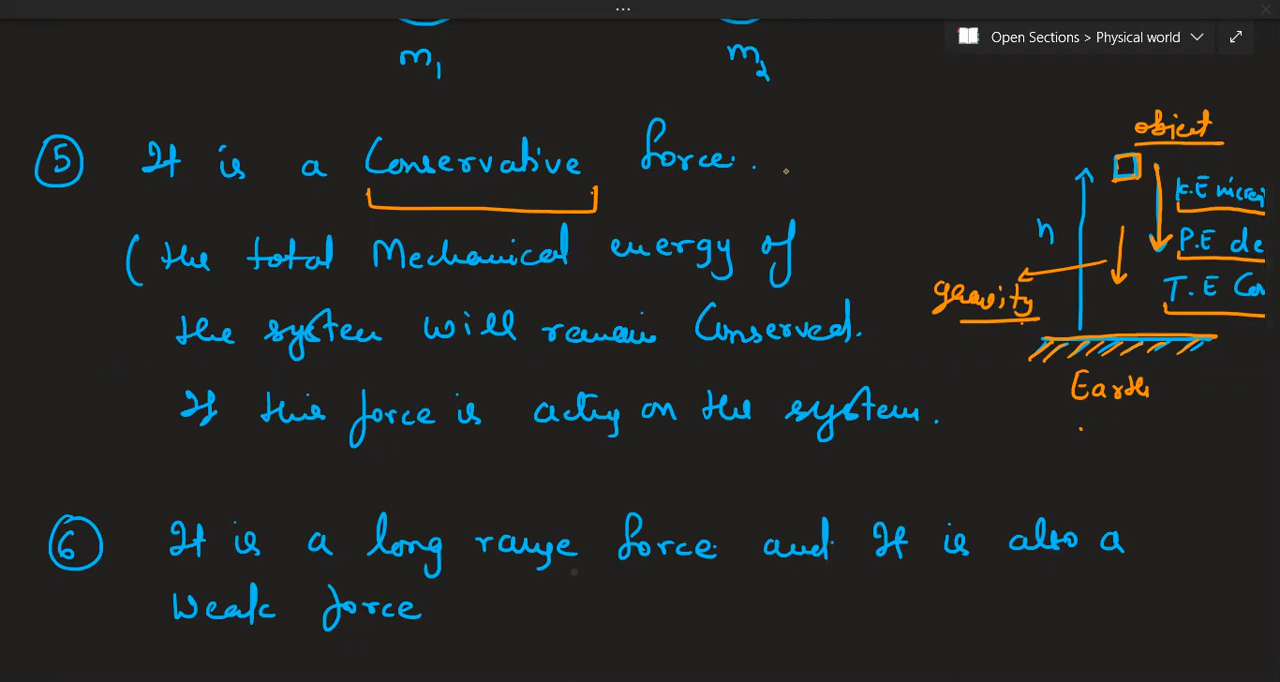 ...
Open Sections > Physical world
m1
m2
5 It is a Conservative force.
(the total Mechanical energy of
the system will remain Conserved.
If this force is acting on the system.
object
K.E increa
P.E de
T.E Con
h
gravity
Earth
6 It is a long range force and It is also a
Weak force